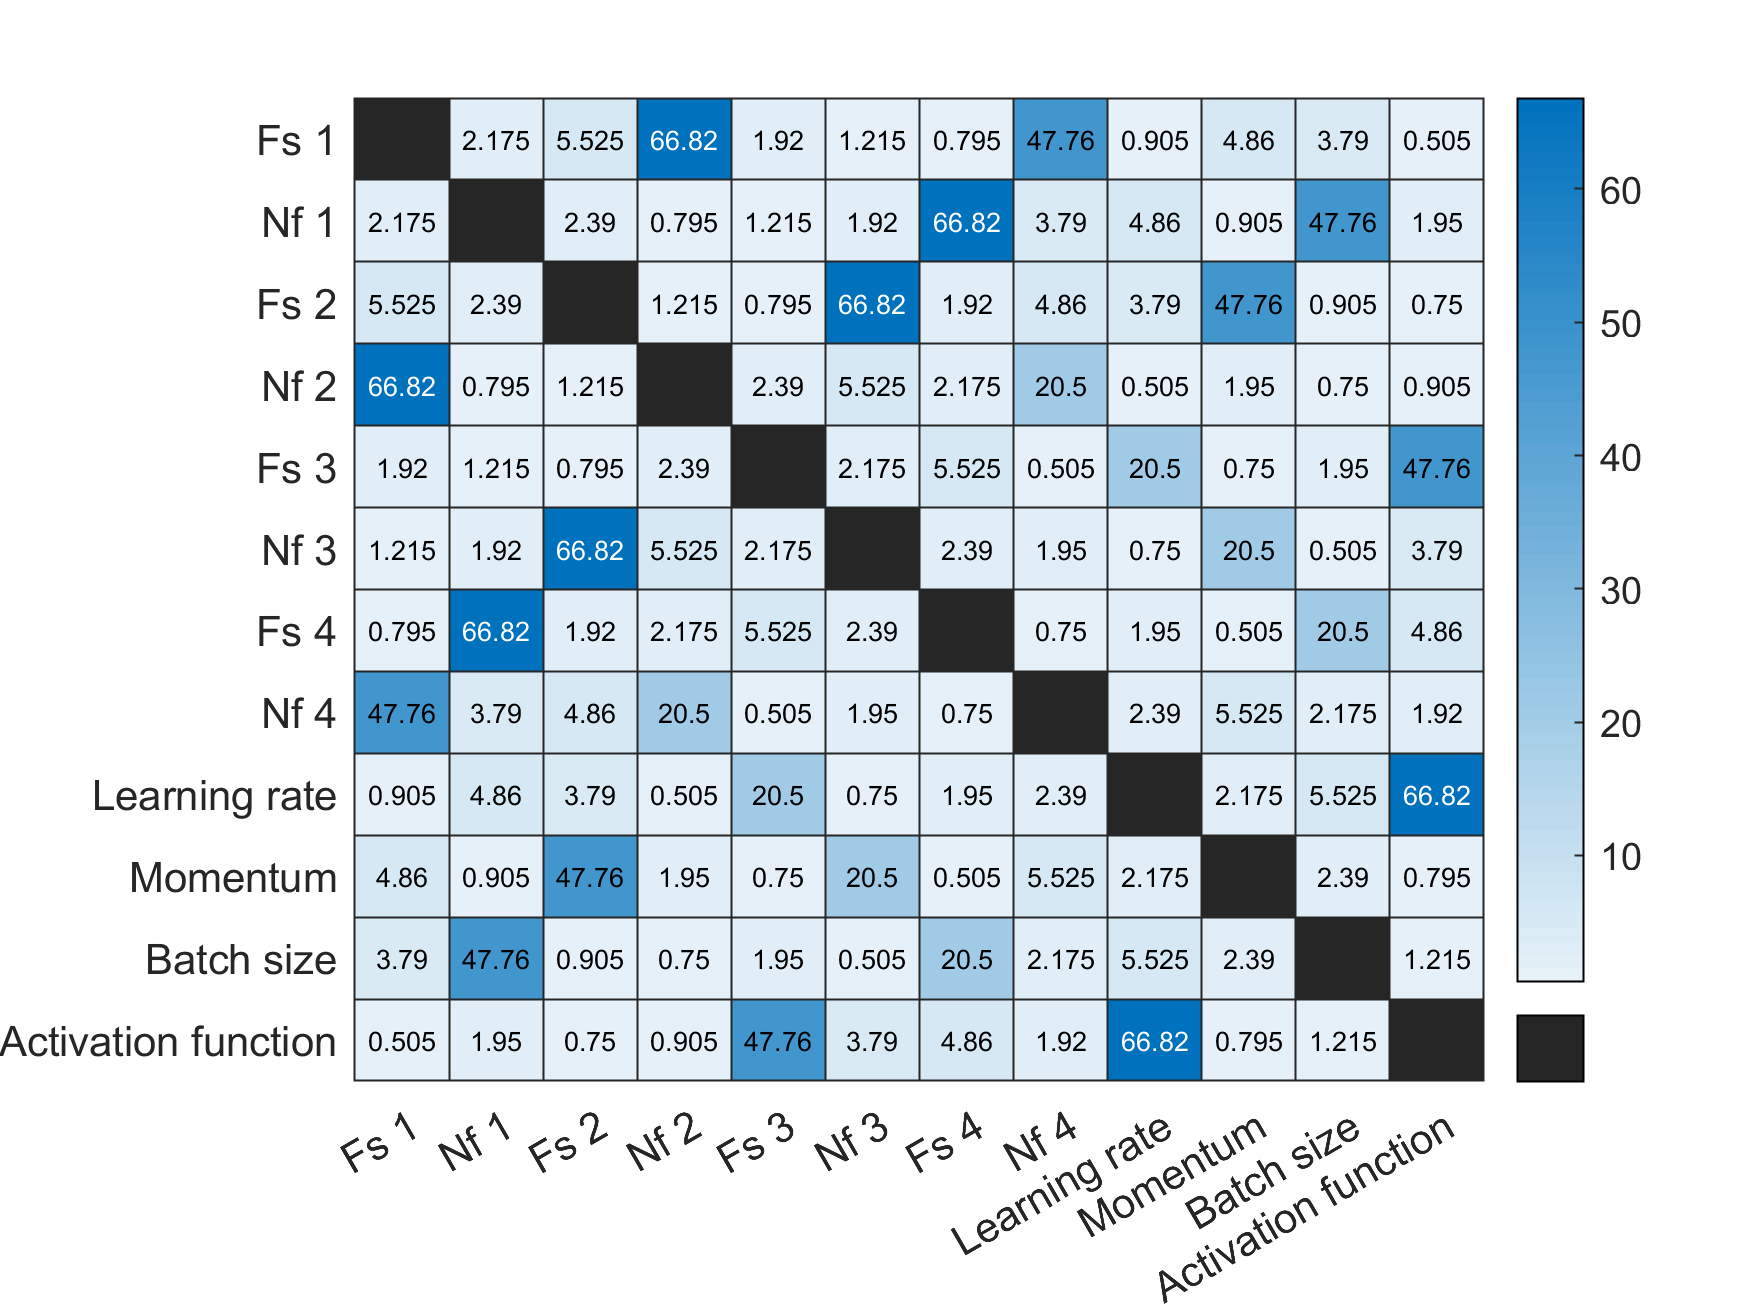 Fs 1 2.175 5.525 66.82 1.92 1.215 0.795 47.76 0.905 4.86 3.79 0.505
Nf 1 2.175 2.39 0.795 1.215 1.92 66.82 3.79 4.86 0.905 47.76 1.95
Fs 2 5.525 2.39 1.215 0.795 66.82 1.92 4.86 3.79 47.76 0.905 0.75
Nf 2 66.82 0.795 1.215 2.39 5.525 2.175 20.5 0.505 1.95 0.75 0.905
Fs 3 1.92 1.215 0.795 2.39 2.175 5.525 0.505 20.5 0.75 1.95 47.76
Nf 3 1.215 1.92 66.82 5.525 2.175 2.39 1.95 0.75 20.5 0.505 3.79
Fs 4 0.795 66.82 1.92 2.175 5.525 2.39 0.75 1.95 0.505 20.5 4.86
Nf 4 47.76 3.79 4.86 20.5 0.505 1.95 0.75 2.39 5.525 2.175 1.92
Learning rate 0.905 4.86 3.79 0.505 20.5 0.75 1.95 2.39 2.175 5.525 66.82
Momentum 4.86 0.905 47.76 1.95 0.75 20.5 0.505 5.525 2.175 2.39 0.795
Batch size 3.79 47.76 0.905 0.75 1.95 0.505 20.5 2.175 5.525 2.39 1.215
Activation function 0.505 1.95 0.75 0.905 47.76 3.79 4.86 1.92 66.82 0.795 1.215
Fs 1 Nf 1 Fs 2 Nf 2 Fs 3 Nf 3 Fs 4 Nf 4 Learning rate Momentum Batch size Activation function
60
50
40
30
20
10